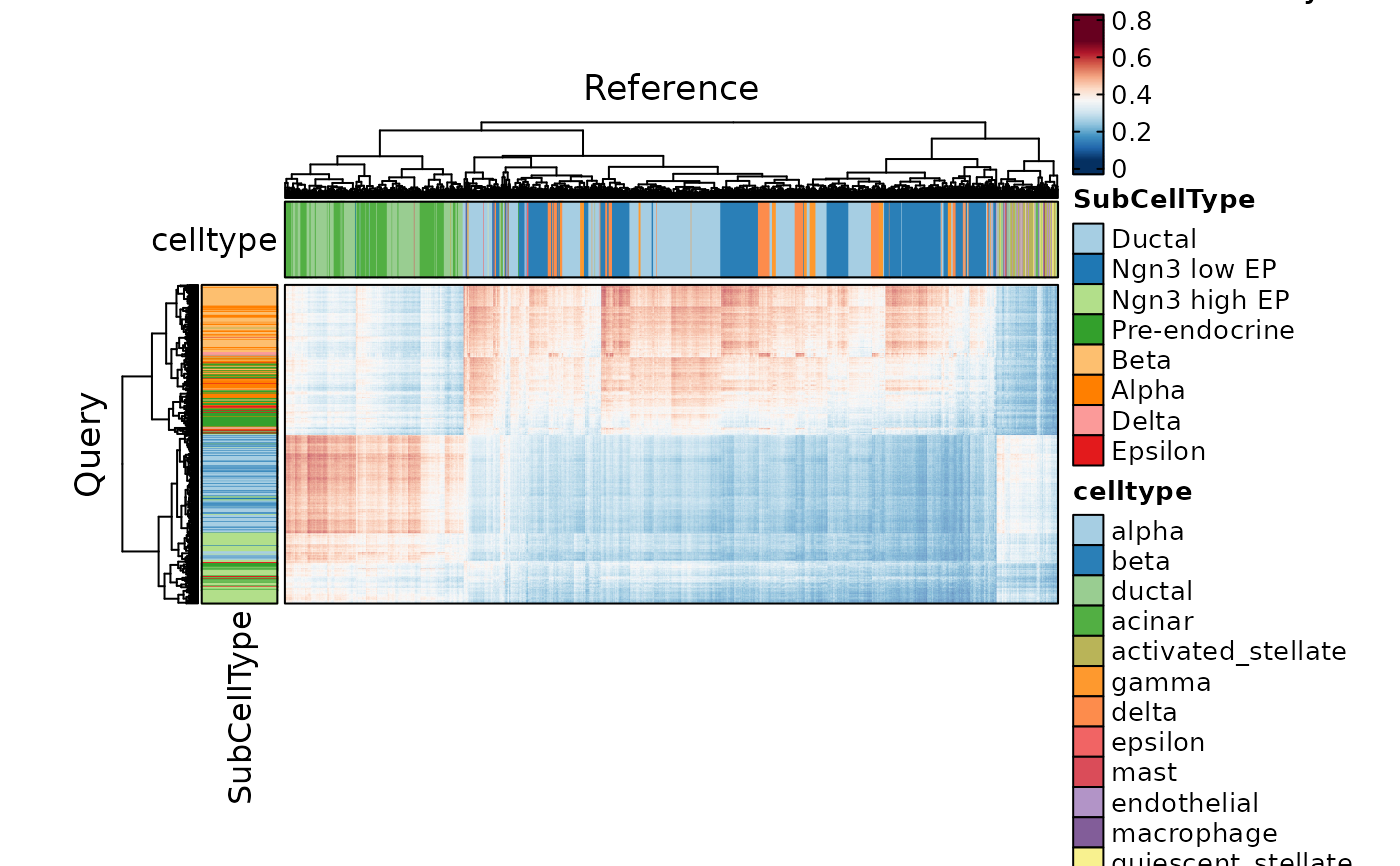 Reference
celltype
Query
SubCellType
0.8
0.6
0.4
0.2
0
SubCellType
Ductal
Ngn3 low EP
Ngn3 high EP
Pre-endocrine
Beta
Alpha
Delta
Epsilon
celltype
alpha
beta
ductal
acinar
activated_stellate
gamma
delta
epsilon
mast
endothelial
macrophage
quiescent_stellate